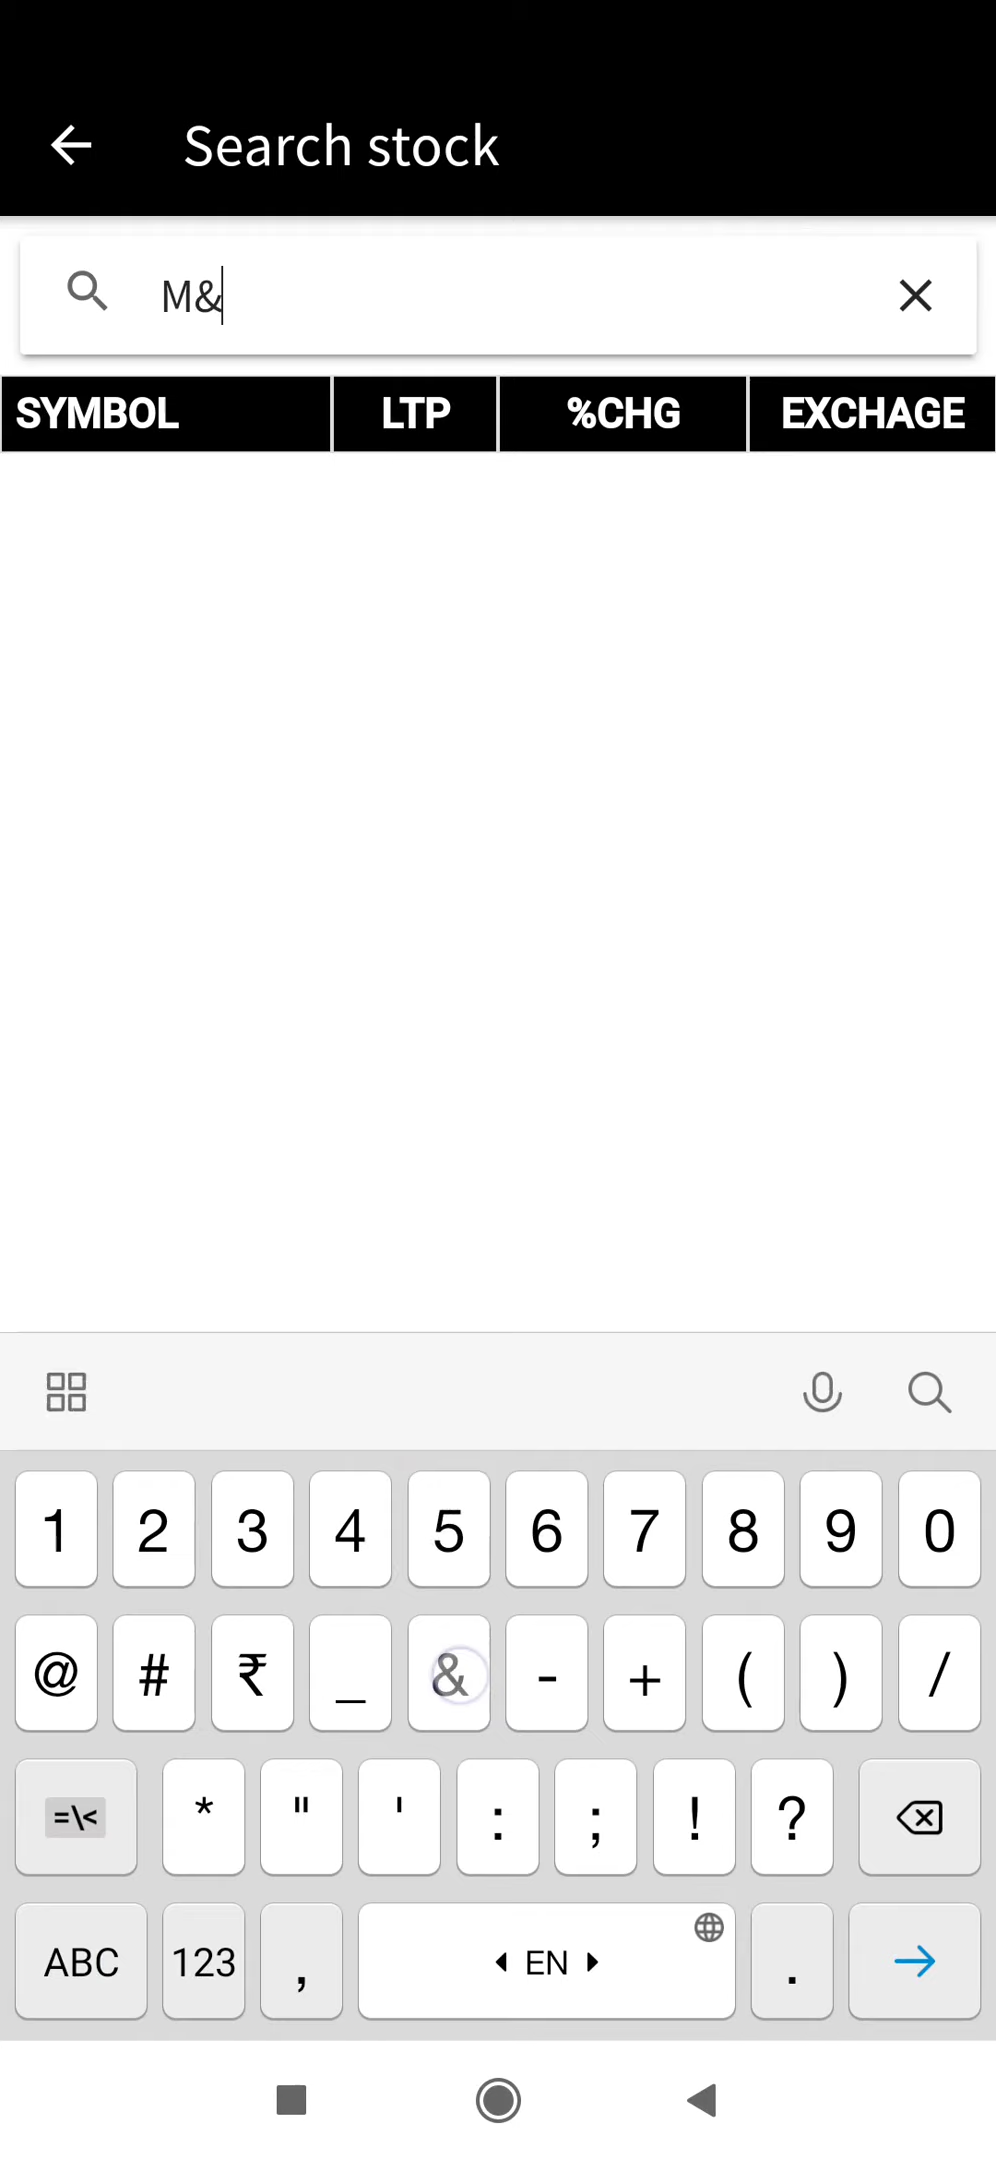 Search stock
M&
SYMBOL LTP %CHG EXCHAGE
1 2 3 4 5 6 7 8 9 0
@ # ₹ _ & - + ( ) /
=\< * " ' : ; ! ?
ABC 123 , EN .